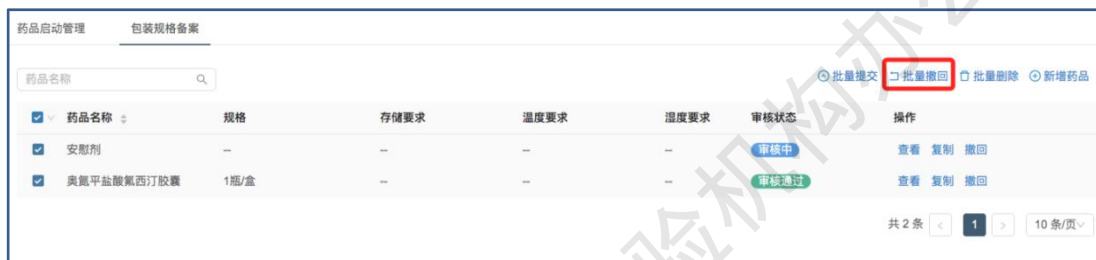 药品启动管理 包装规格备案
药品名称 批量提交 批量撤回 批量删除 新增药品
药品名称 规格 存储要求 温度要求 湿度要求 审核状态 操作
安慰剂 -- -- -- -- 审核中 查看 复制 撤回
奥氮平盐酸氟西汀胶囊 1瓶/盒 -- -- -- 审核通过 查看 复制 撤回
共 2 条 < 1 > 10 条/页
验机构办公